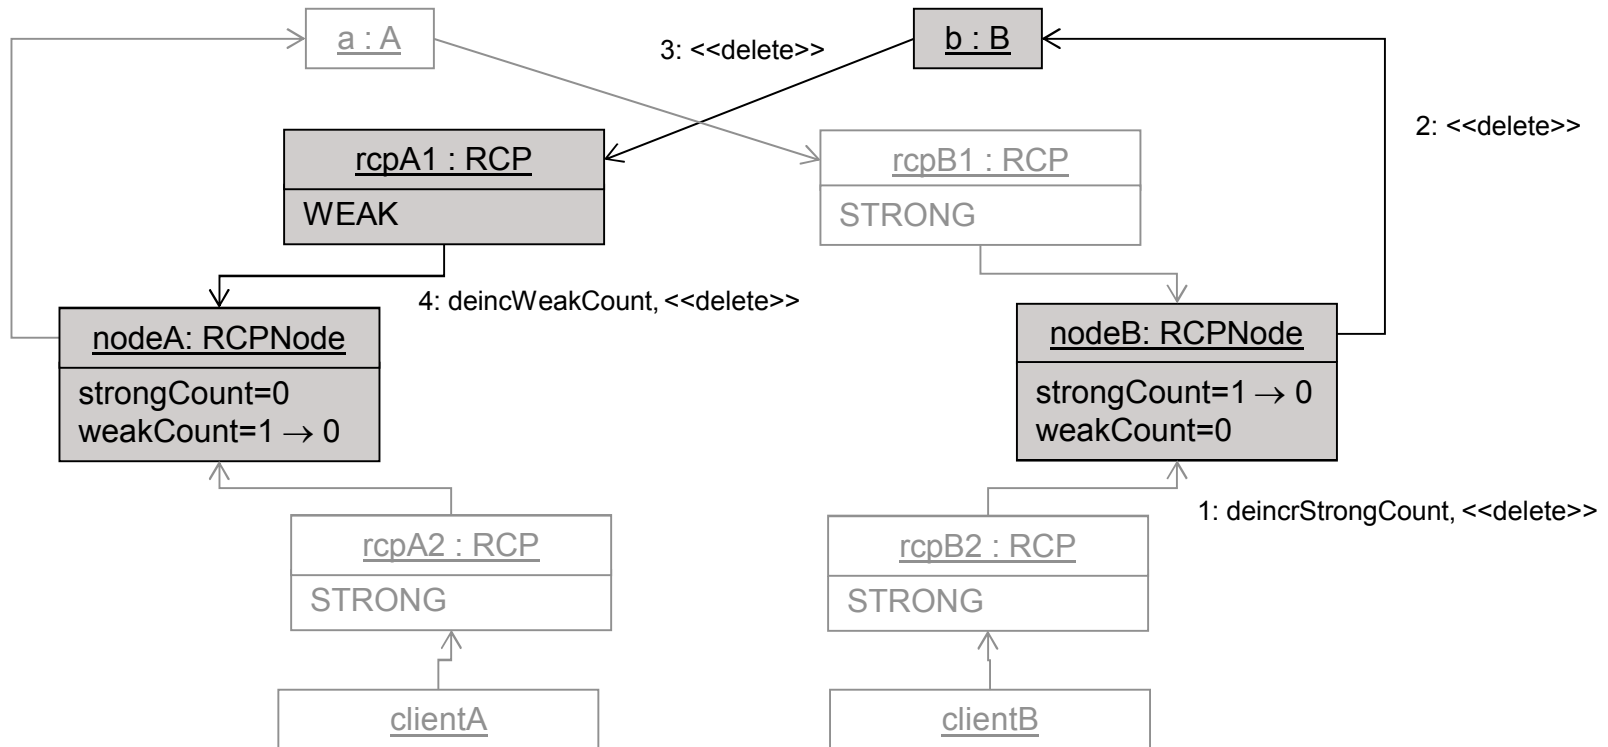 a : A
3: <<delete>>
b : B
2: <<delete>>
rcpA1 : RCP
WEAK
rcpB1 : RCP
STRONG
4: deincWeakCount, <<delete>>
nodeA: RCPNode
strongCount=0
weakCount=1 → 0
nodeB: RCPNode
strongCount=1 → 0
weakCount=0
1: deincrStrongCount, <<delete>>
rcpA2 : RCP
STRONG
rcpB2 : RCP
STRONG
clientA
clientB